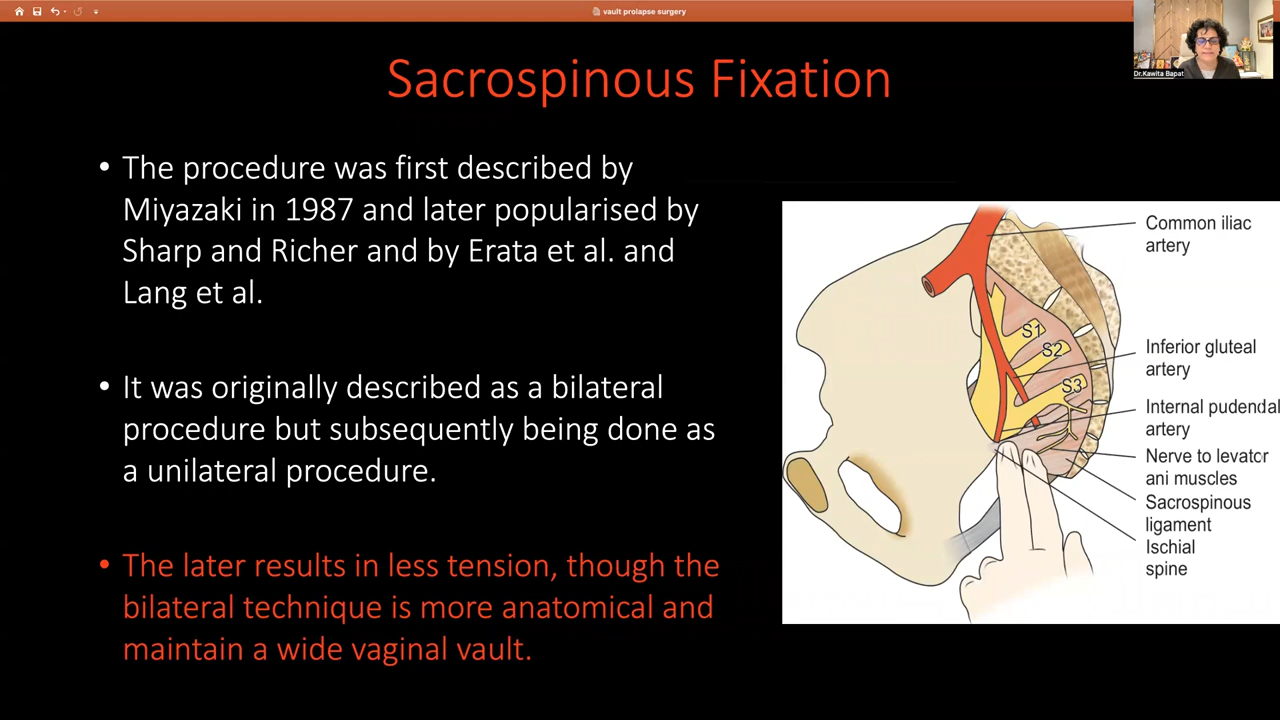 vault prolapse surgery
Dr.Kawita Bapat
Sacrospinous Fixation
• The procedure was first described by
Miyazaki in 1987 and later popularised by
Sharp and Richer and by Erata et al. and
Lang et al.
• It was originally described as a bilateral
procedure but subsequently being done as
a unilateral procedure.
• The later results in less tension, though the
bilateral technique is more anatomical and
maintain a wide vaginal vault.
Common iliac
artery
S1
S2
S3
Inferior gluteal
artery
Internal pudendal
artery
Nerve to levator
ani muscles
Sacrospinous
ligament
Ischial
spine